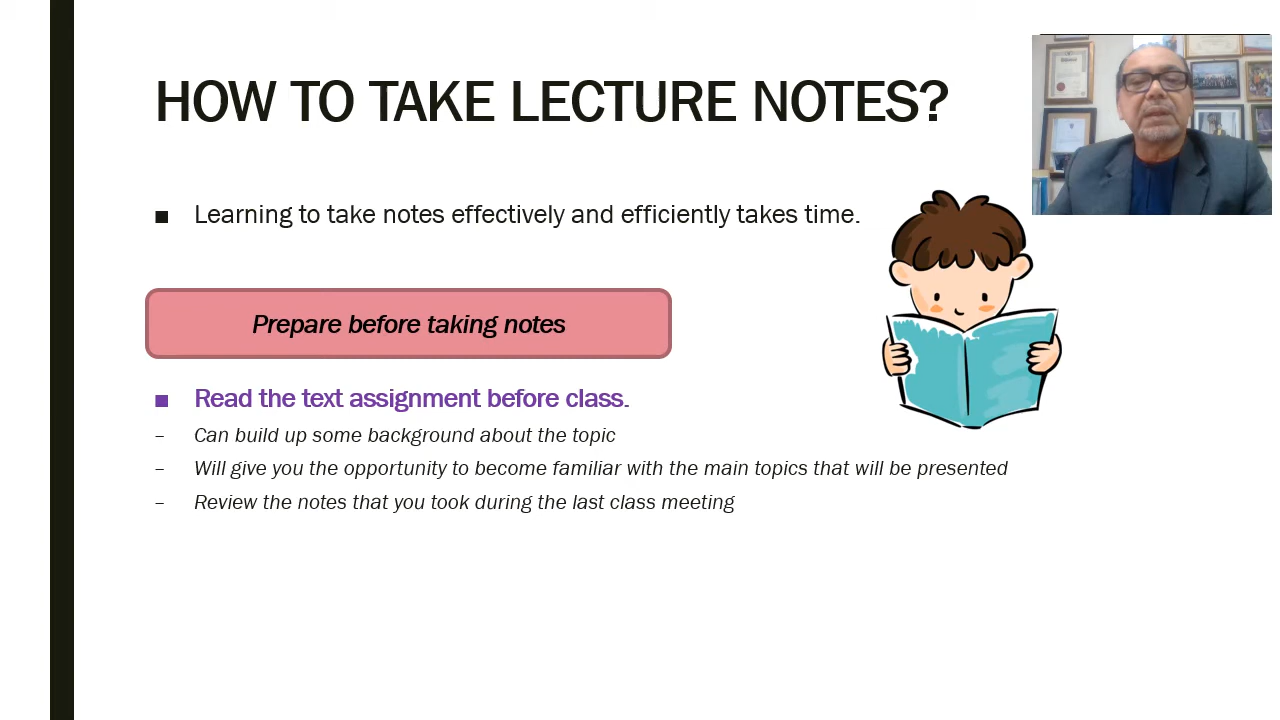 HOW TO TAKE LECTURE NOTES?
■ Learning to take notes effectively and efficiently takes time.
Prepare before taking notes
■ Read the text assignment before class.
– Can build up some background about the topic
– Will give you the opportunity to become familiar with the main topics that will be presented
– Review the notes that you took during the last class meeting